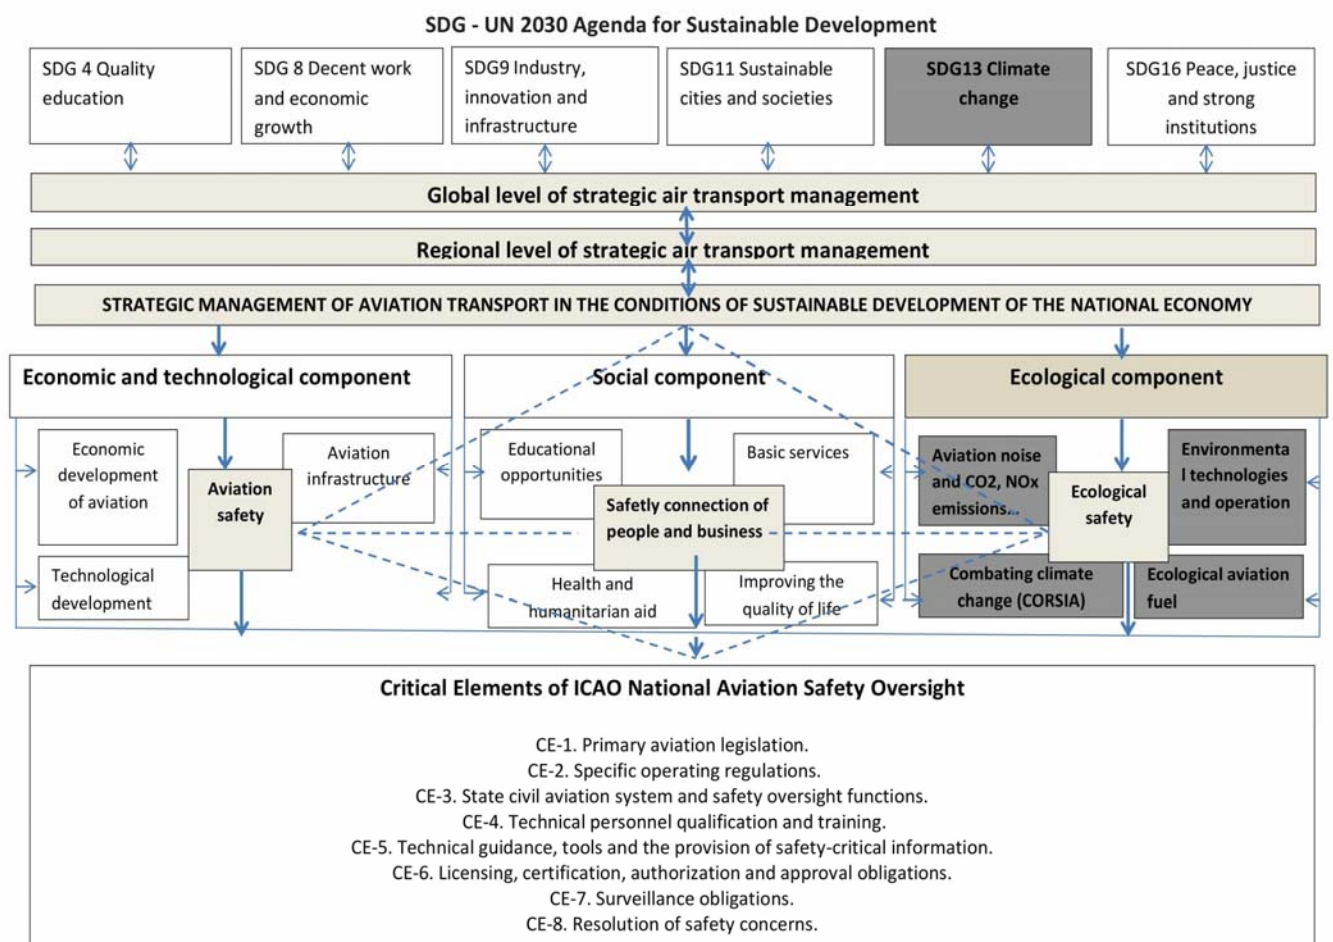 SDG - UN 2030 Agenda for Sustainable Development
SDG 4 Quality
education
SDG 8 Decent work
and economic
growth
SDG9 Industry,
innovation and
infrastructure
SDG11 Sustainable
cities and societies
SDG13 Climate
change
SDG16 Peace, justice
and strong
institutions
Global level of strategic air transport management
Regional level of strategic air transport management
STRATEGIC MANAGEMENT OF AVIATION TRANSPORT IN THE CONDITIONS OF SUSTAINABLE DEVELOPMENT OF THE NATIONAL ECONOMY
Economic and technological component
Economic
development
of aviation
Aviation
infrastructure
Aviation
safety
Technological
development
Social component
Educational
opportunities
Basic services
Safetly connection of
people and business
Health and
humanitarian aid
Improving the
quality of life
Ecological component
Aviation noise
and CO2, NOx
emissions...
Environmenta
l technologies
and operation
Ecological
safety
Combating climate
change (CORSIA)
Ecological aviation
fuel
Critical Elements of ICAO National Aviation Safety Oversight
CE-1. Primary aviation legislation.
CE-2. Specific operating regulations.
CE-3. State civil aviation system and safety oversight functions.
CE-4. Technical personnel qualification and training.
CE-5. Technical guidance, tools and the provision of safety-critical information.
CE-6. Licensing, certification, authorization and approval obligations.
CE-7. Surveillance obligations.
CE-8. Resolution of safety concerns.